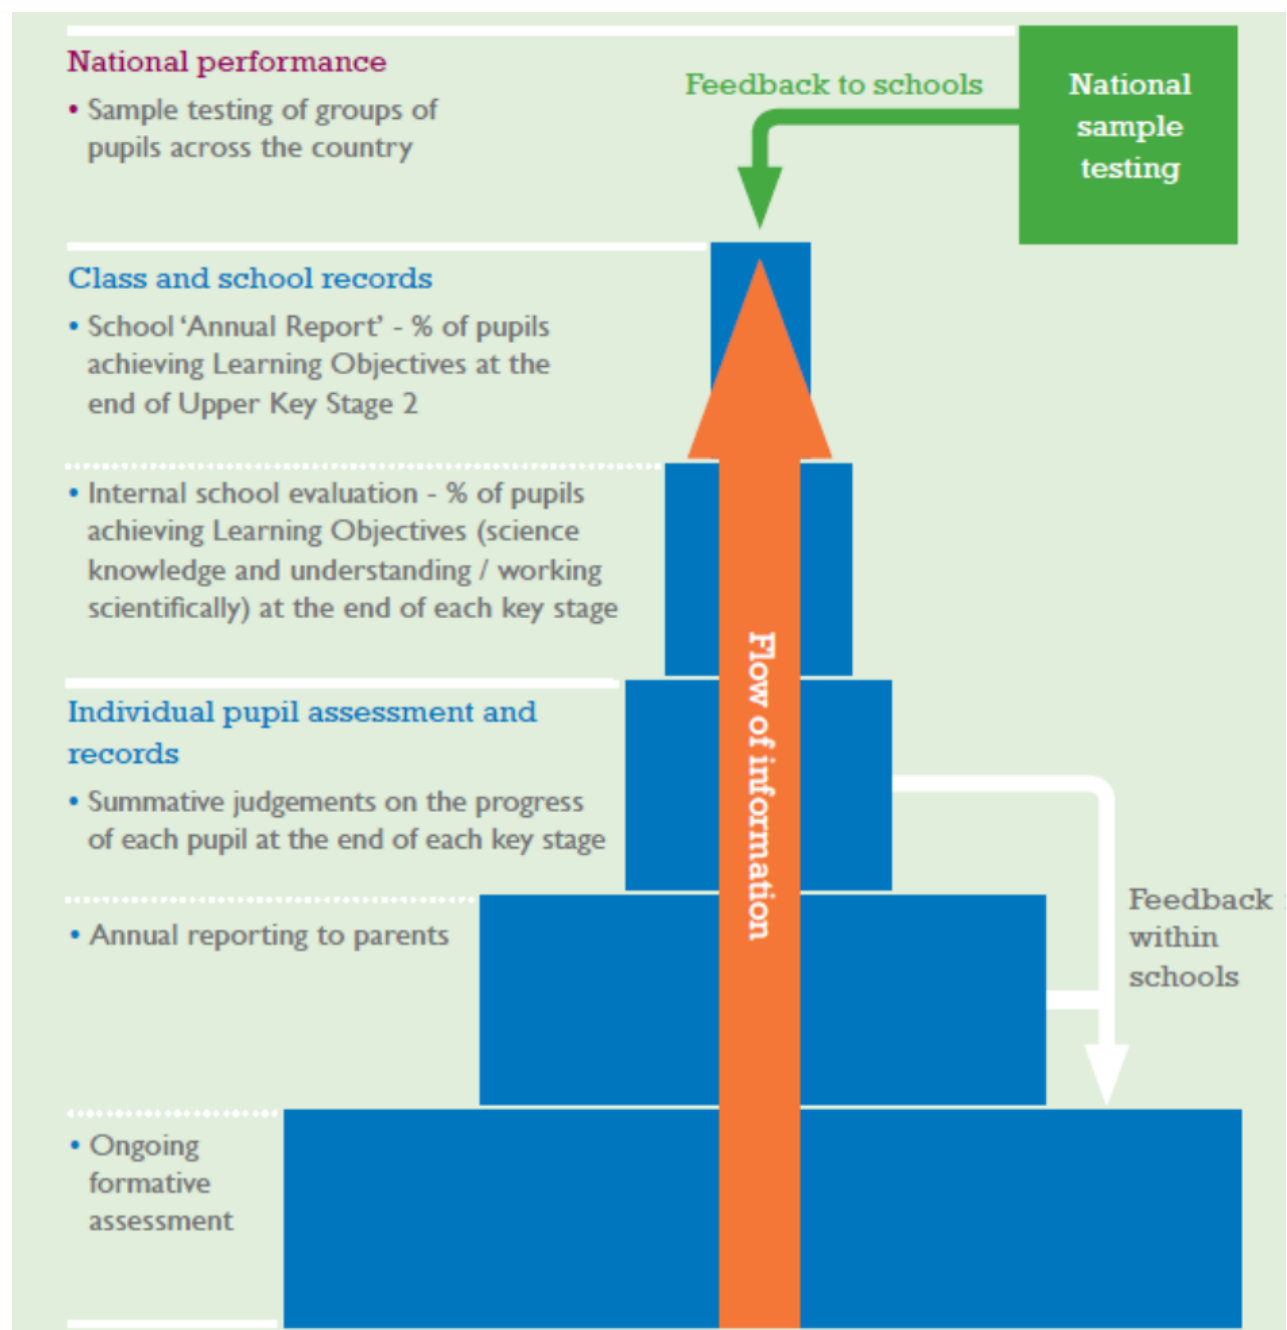 National performance
• Sample testing of groups of
pupils across the country
Feedback to schools
National
sample
testing
Class and school records
• School ‘Annual Report’ - % of pupils
achieving Learning Objectives at the
end of Upper Key Stage 2
• Internal school evaluation - % of pupils
achieving Learning Objectives (science
knowledge and understanding / working
scientifically) at the end of each key stage
Individual pupil assessment and
records
• Summative judgements on the progress
of each pupil at the end of each key stage
• Annual reporting to parents
• Ongoing
formative
assessment
Flow of information
Feedback
within
schools